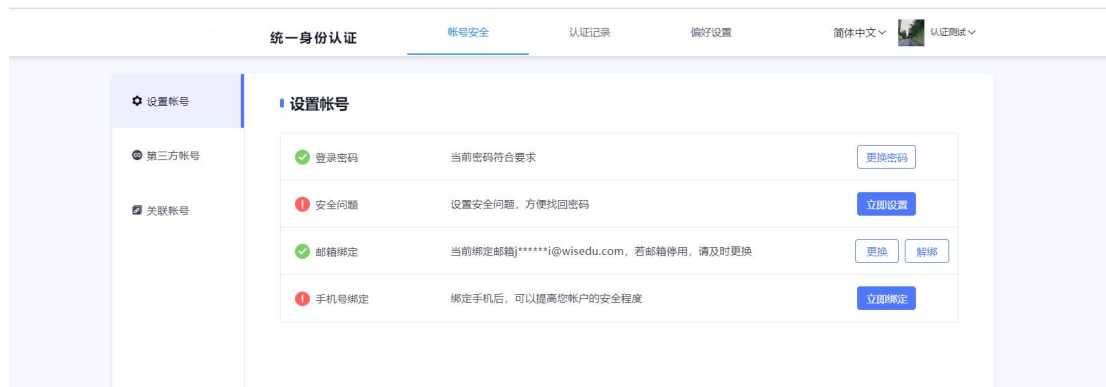 统一身份认证 帐号安全 认证记录 偏好设置 简体中文 认证测试
设置帐号
第三方帐号
关联帐号
设置帐号
登录密码 当前密码符合要求 更换密码
安全问题 设置安全问题，方便找回密码 立即设置
邮箱绑定 当前绑定邮箱j******i@wisedu.com，若邮箱停用，请及时更换 更换 解绑
手机号绑定 绑定手机后，可以提高您帐户的安全程度 立即绑定